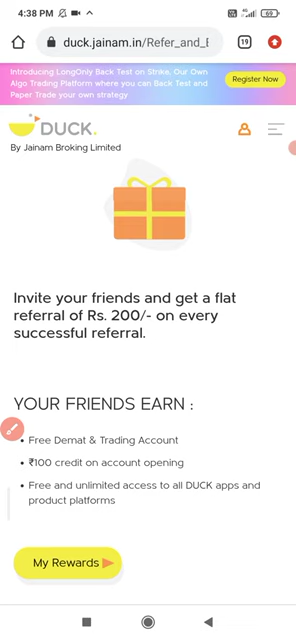 4:38 PM
4G
69
duck.jainam.in/Refer_and_E
19
Introducing LongOnly Back Test on Strike, Our Own
Algo Trading Platform where you can Back Test and
Paper Trade your own strategy
Register Now
DUCK.
By Jainam Broking Limited
Invite your friends and get a flat
referral of Rs. 200/- on every
successful referral.
YOUR FRIENDS EARN :
• Free Demat & Trading Account
• ₹100 credit on account opening
• Free and unlimited access to all DUCK apps and
product platforms
My Rewards